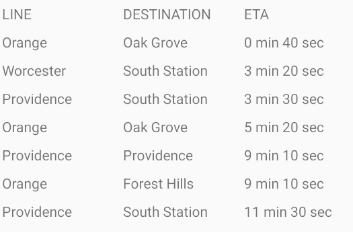 LINE DESTINATION ETA
Orange Oak Grove 0 min 40 sec
Worcester South Station 3 min 20 sec
Providence South Station 3 min 30 sec
Orange Oak Grove 5 min 20 sec
Providence Providence 9 min 10 sec
Orange Forest Hills 9 min 10 sec
Providence South Station 11 min 30 sec